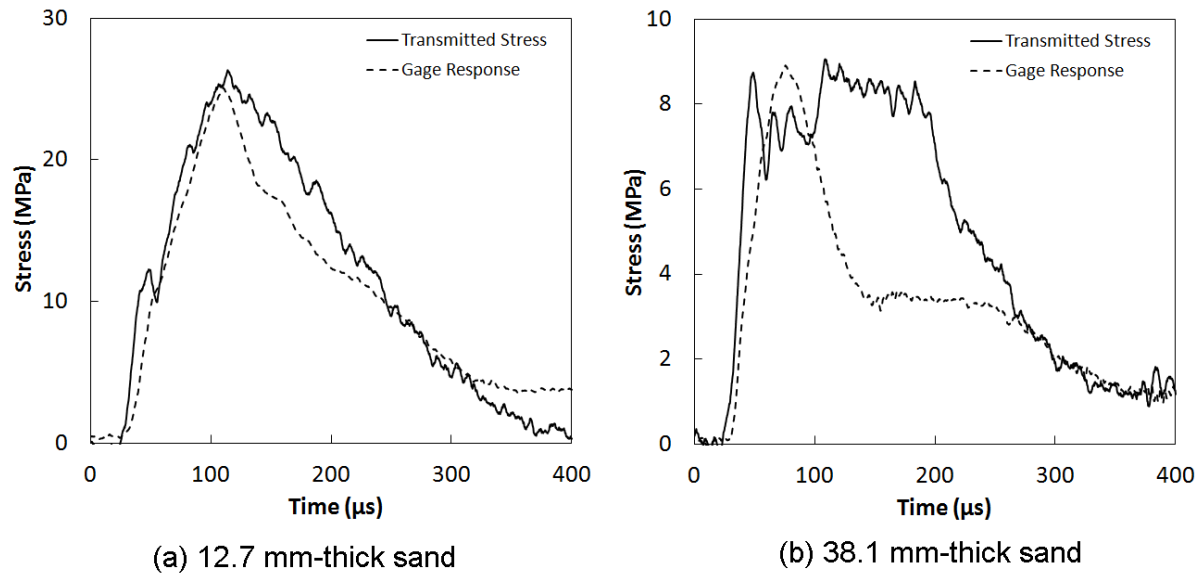 30
20
10
0
Stress (MPa)
Transmitted Stress
Gage Response
0 100 200 300 400
Time (µs)
(a) 12.7 mm-thick sand
10
8
6
4
2
0
Stress (MPa)
Transmitted Stress
Gage Response
0 100 200 300 400
Time (µs)
(b) 38.1 mm-thick sand